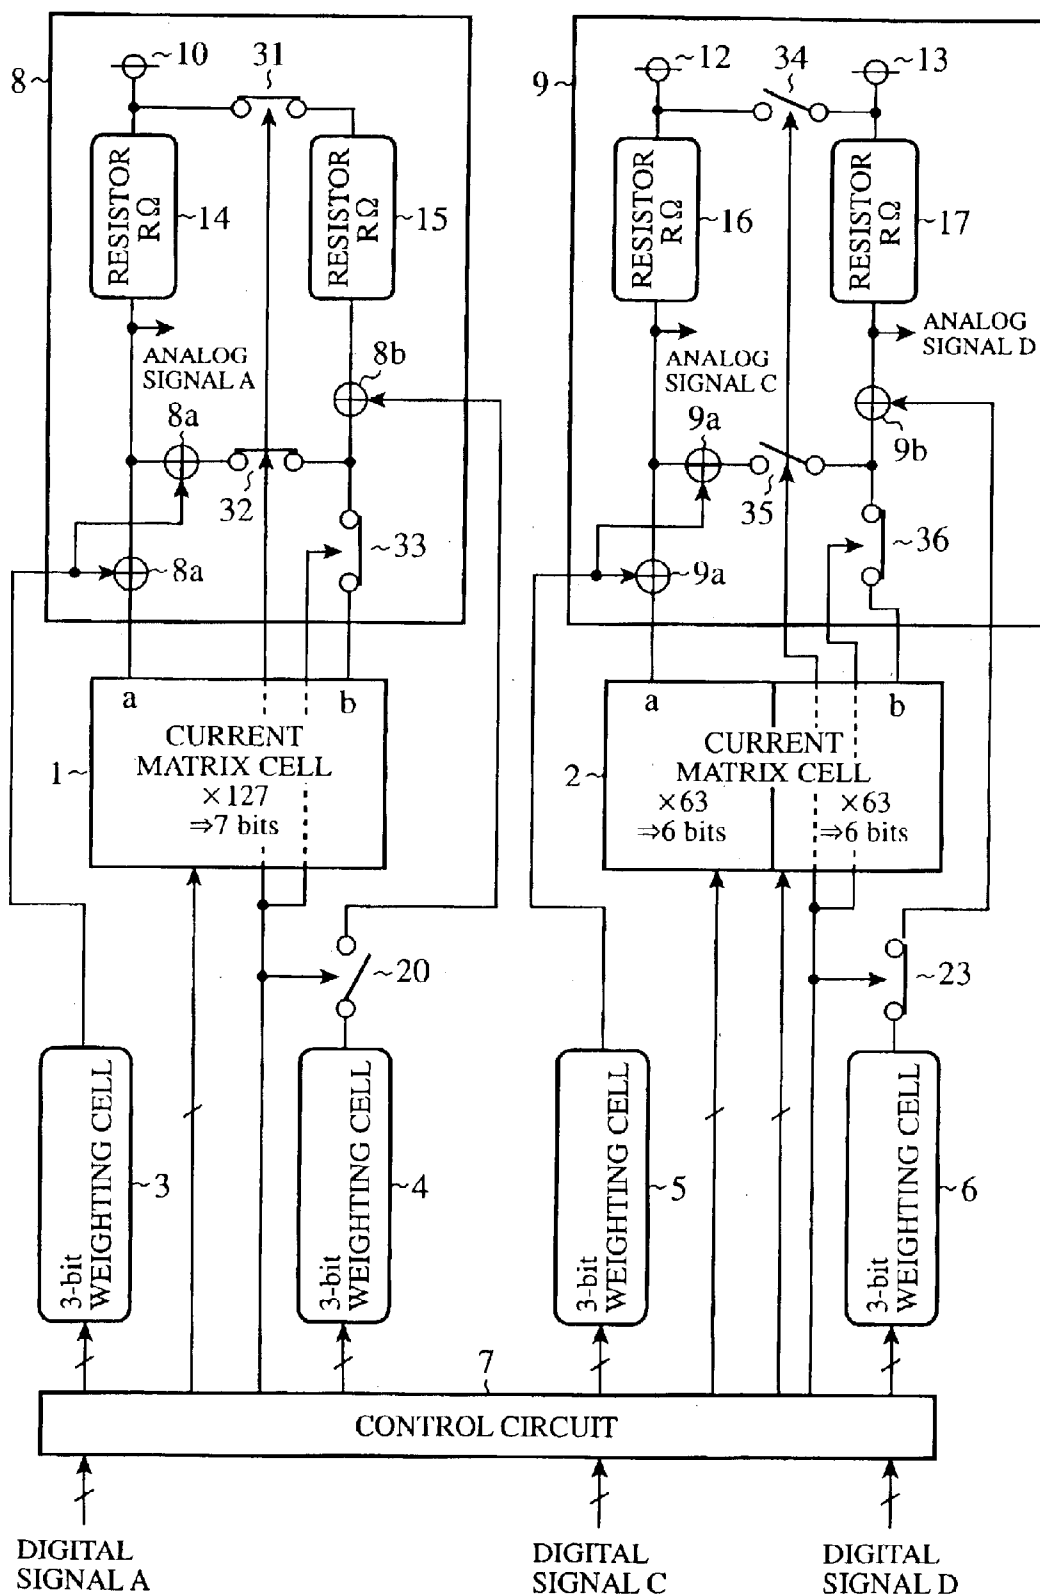 8 10 31
9 12 34 13
RESISTOR
RΩ
14
RESISTOR
RΩ
15
RESISTOR
RΩ
16
RESISTOR
RΩ
17
ANALOG
SIGNAL A
8b
ANALOG
SIGNAL C
ANALOG
SIGNAL D
8a
32
9a
35
9b
33
8a
36
9a
a b
CURRENT
MATRIX CELL
×127
⇒7 bits
1
a b
CURRENT
MATRIX CELL
×63
⇒6 bits
×63
⇒6 bits
2
20
23
3-bit
WEIGHTING CELL
3
3-bit
WEIGHTING CELL
4
3-bit
WEIGHTING CELL
5
3-bit
WEIGHTING CELL
6
7
CONTROL CIRCUIT
DIGITAL
SIGNAL A
DIGITAL
SIGNAL C
DIGITAL
SIGNAL D